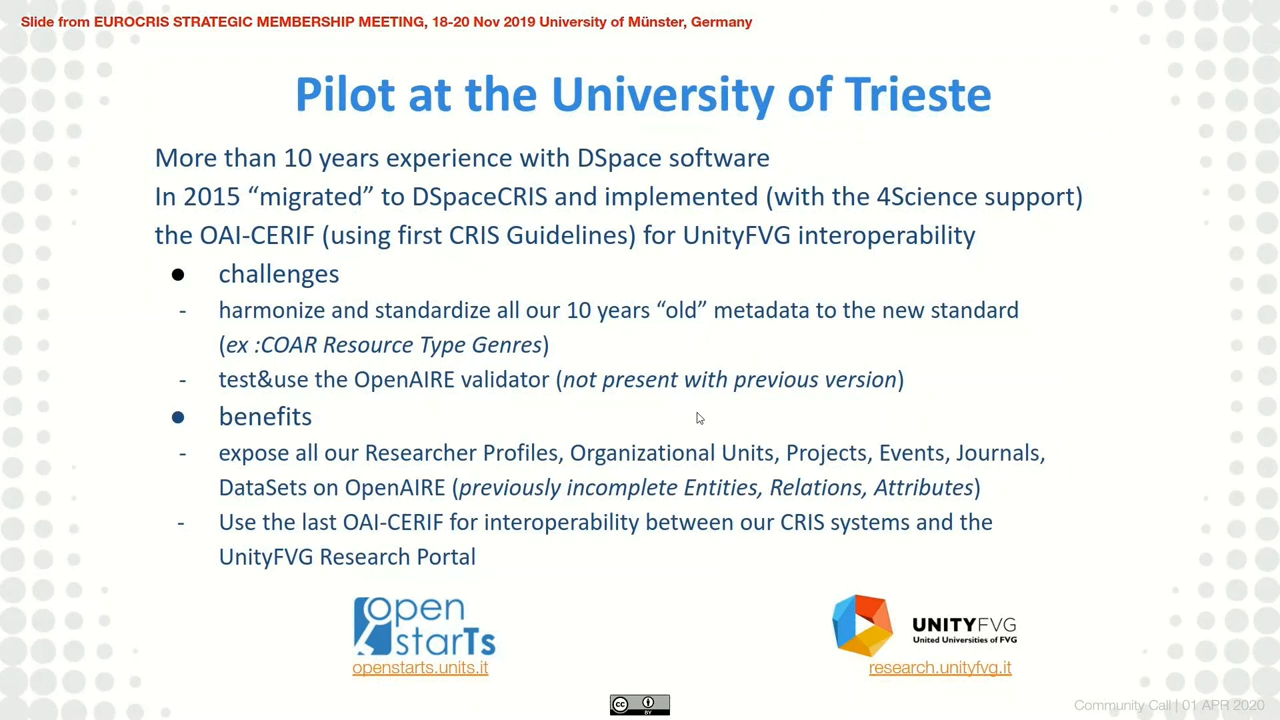 Slide from EUROCRIS STRATEGIC MEMBERSHIP MEETING, 18-20 Nov 2019 University of Münster, Germany
Pilot at the University of Trieste
More than 10 years experience with DSpace software
In 2015 “migrated” to DSpaceCRIS and implemented (with the 4Science support)
the OAI-CERIF (using first CRIS Guidelines) for UnityFVG interoperability
● challenges
- harmonize and standardize all our 10 years “old” metadata to the new standard
(ex :COAR Resource Type Genres)
- test&use the OpenAIRE validator (not present with previous version)
● benefits
- expose all our Researcher Profiles, Organizational Units, Projects, Events, Journals,
DataSets on OpenAIRE (previously incomplete Entities, Relations, Attributes)
- Use the last OAI-CERIF for interoperability between our CRIS systems and the
UnityFVG Research Portal
open
starTs
openstarts.units.it
UNITYFVG
United Universities of FVG
research.unityfvg.it
cc BY
Community Call | 01 APR 2020